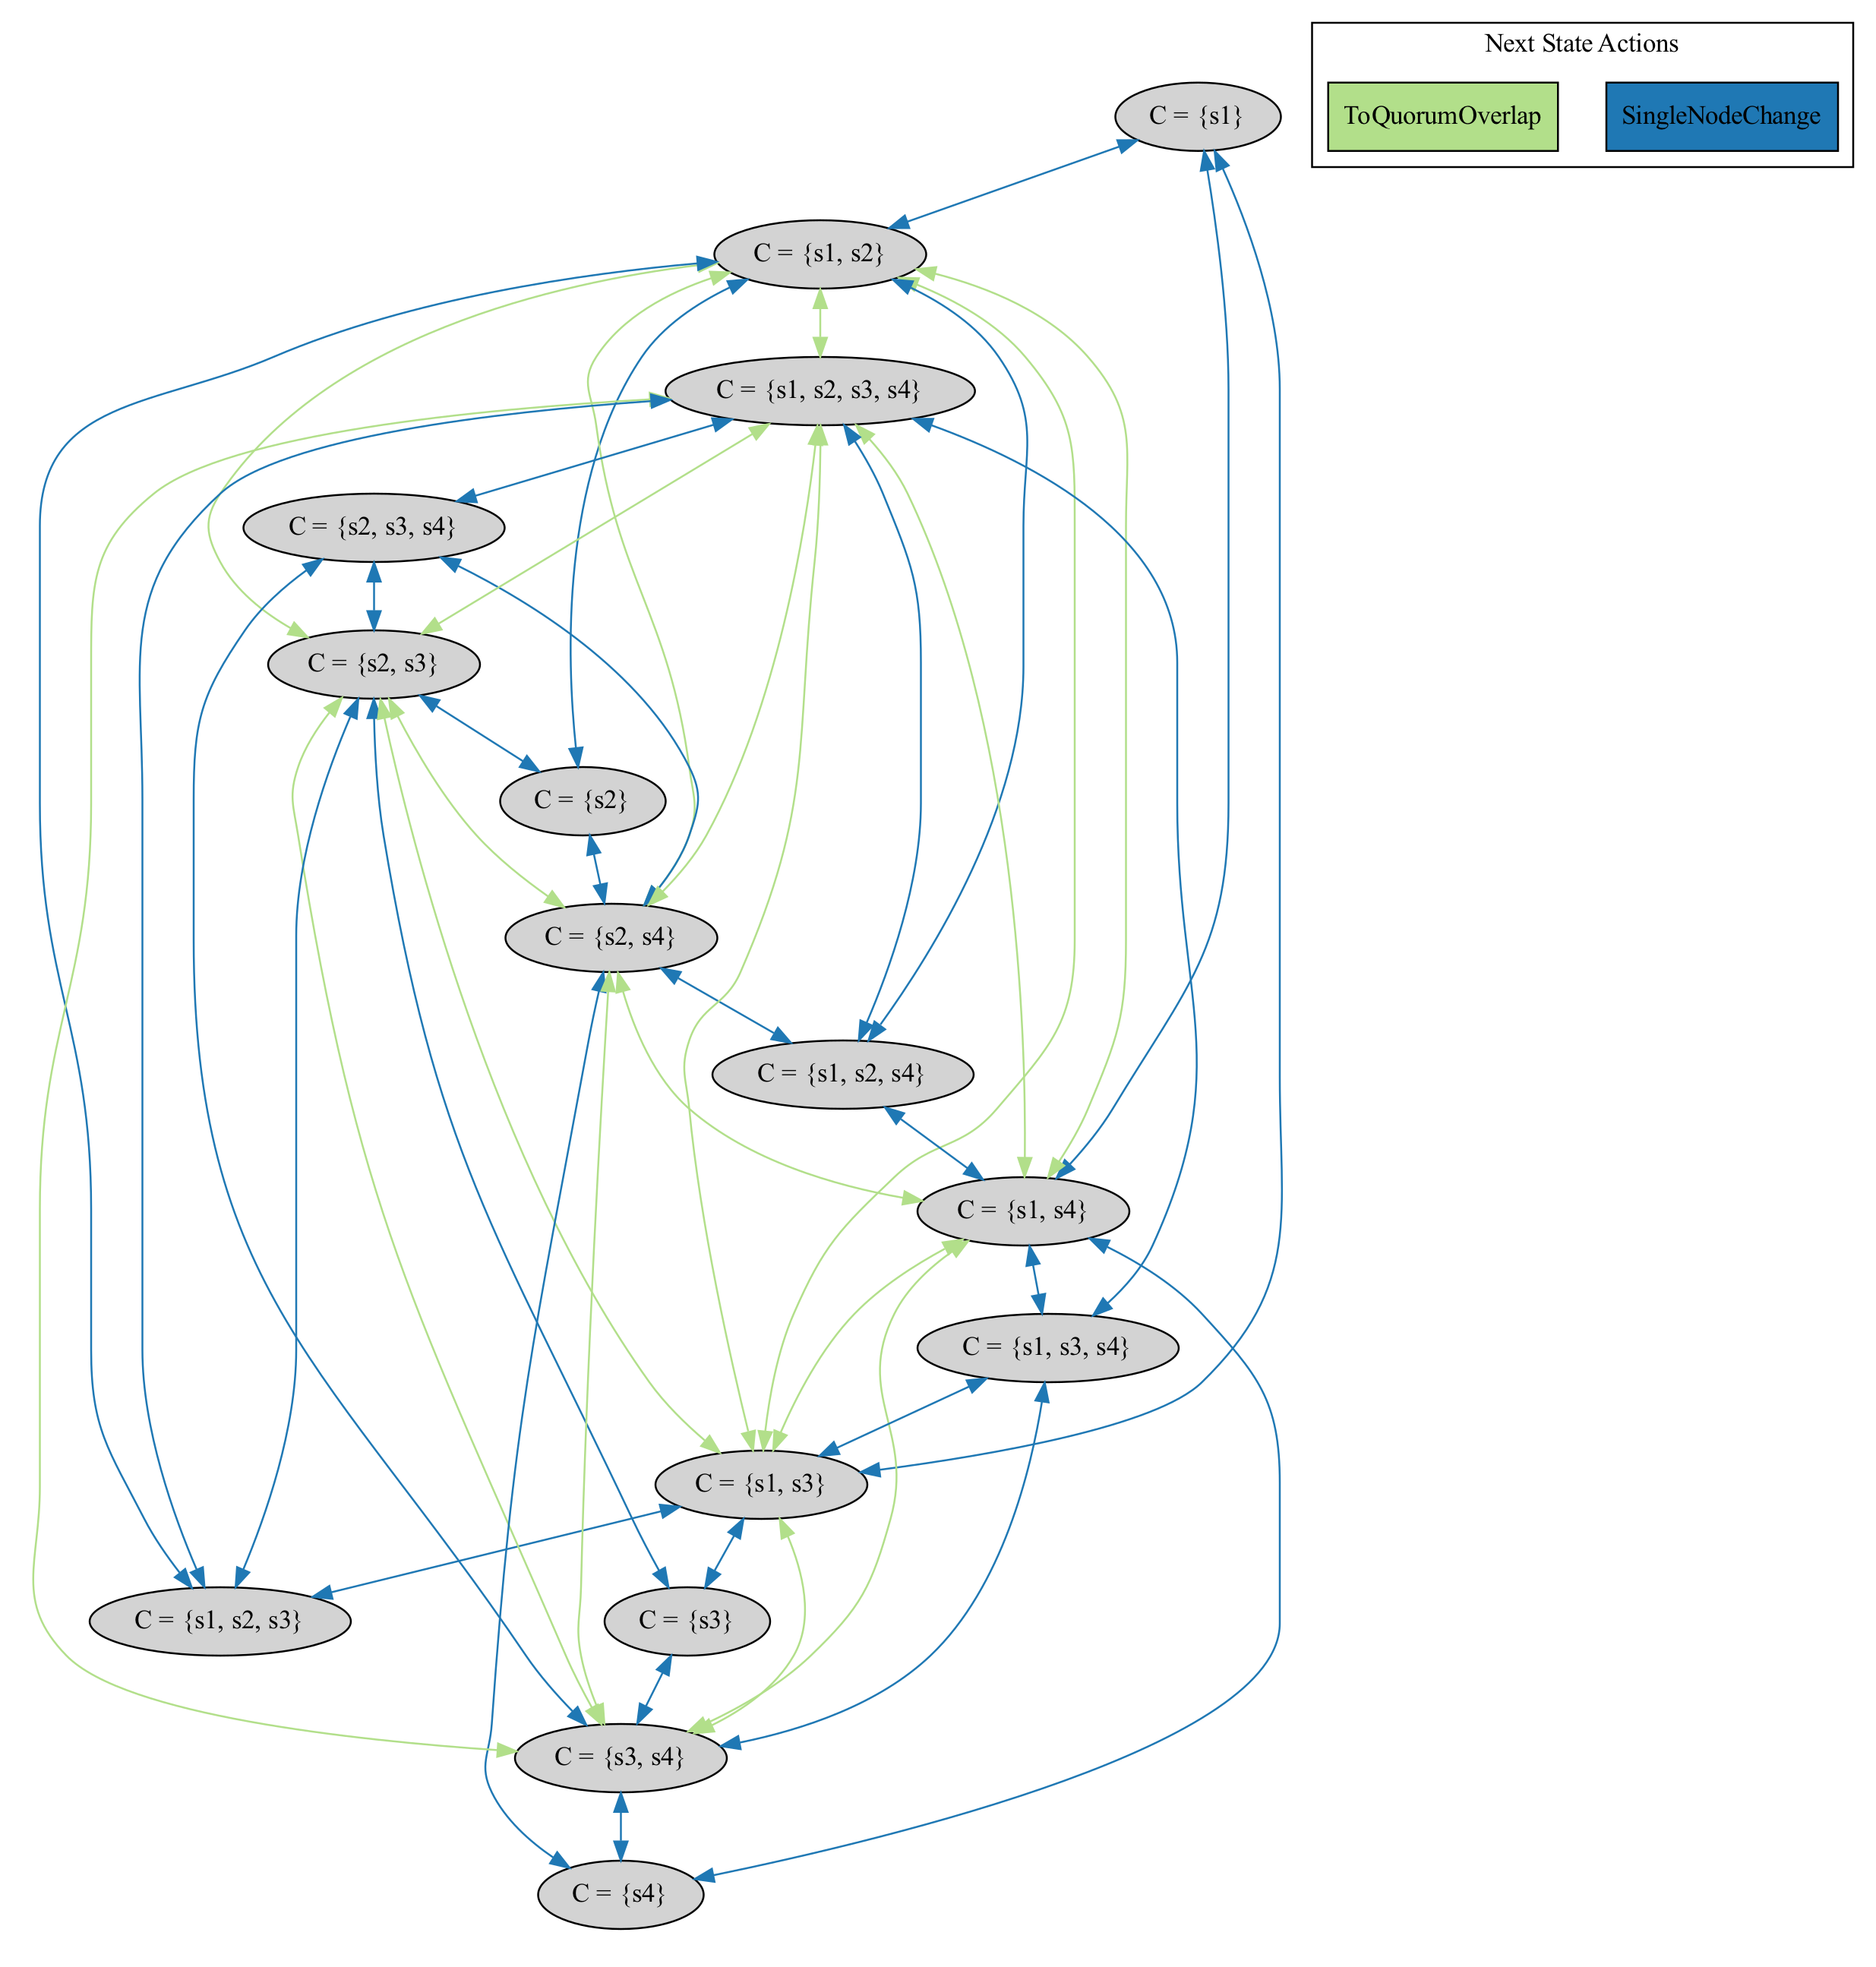 Next State Actions
ToQuorumOverlap
SingleNodeChange
C = {s1}
C = {s1, s2}
C = {s1, s2, s3, s4}
C = {s2, s3, s4}
C = {s2, s3}
C = {s2}
C = {s2, s4}
C = {s1, s2, s4}
C = {s1, s4}
C = {s1, s3, s4}
C = {s1, s3}
C = {s1, s2, s3}
C = {s3}
C = {s3, s4}
C = {s4}